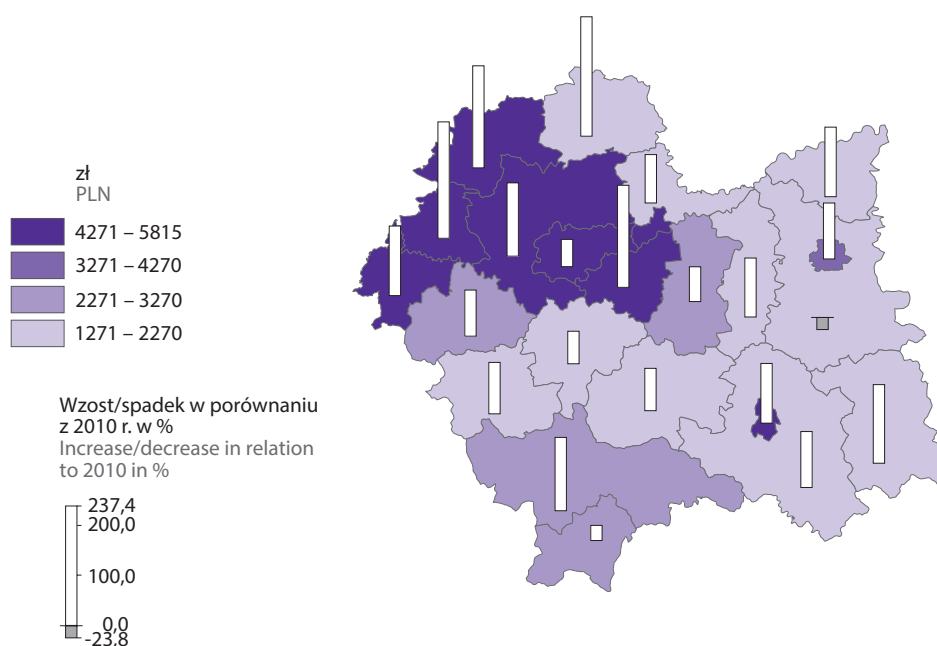 zł
PLN
4271 – 5815
3271 – 4270
2271 – 3270
1271 – 2270
Wzost/spadek w porównaniu
z 2010 r. w %
Increase/decrease in relation
to 2010 in %
237,4
200,0
100,0
0,0
-23,8